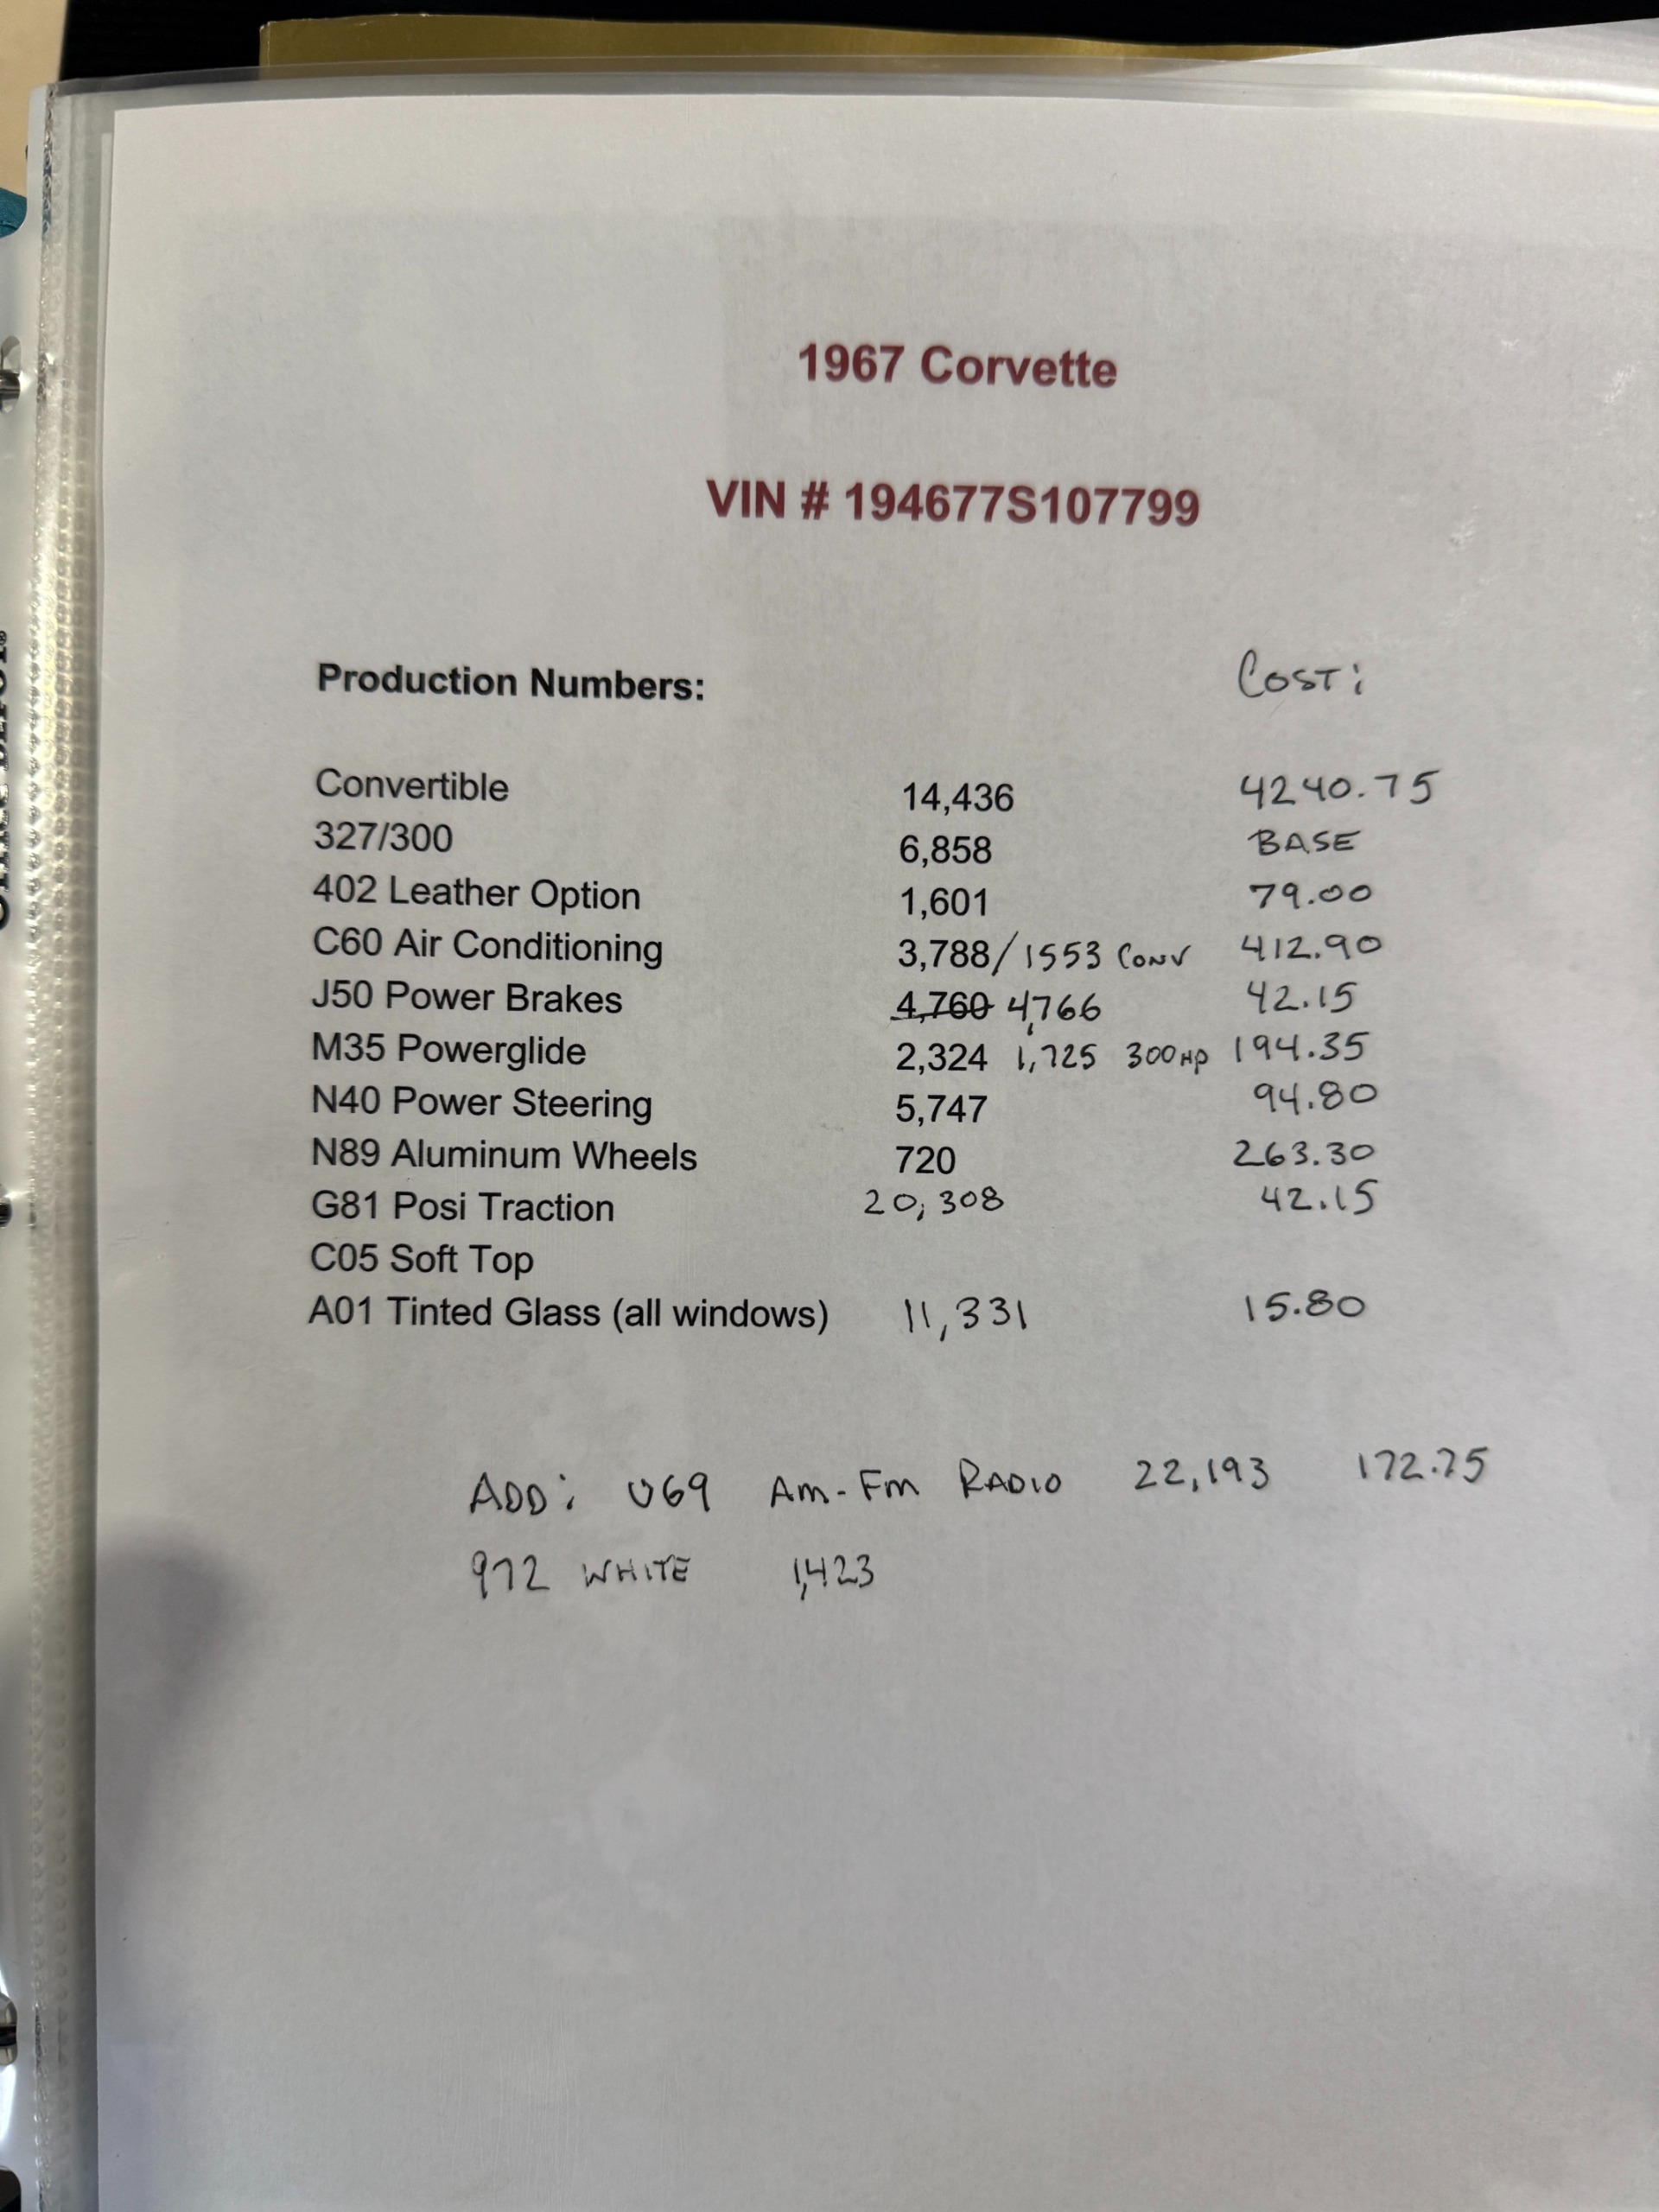 1967 Corvette
VIN # 194677S107799
Production Numbers: COST:
Convertible 14,436 4240.75
327/300 6,858 BASE
402 Leather Option 1,601 79.00
C60 Air Conditioning 3,788/1553 CONV 412.90
J50 Power Brakes 4,760 4,766 42.15
M35 Powerglide 2,324 1,725 300HP 194.35
N40 Power Steering 5,747 94.80
N89 Aluminum Wheels 720 263.30
G81 Posi Traction 20,308 42.15
C05 Soft Top
A01 Tinted Glass (all windows) 11,331 15.80
ADD: U69 AM-FM RADIO 22,193 172.75
972 WHITE 1,423